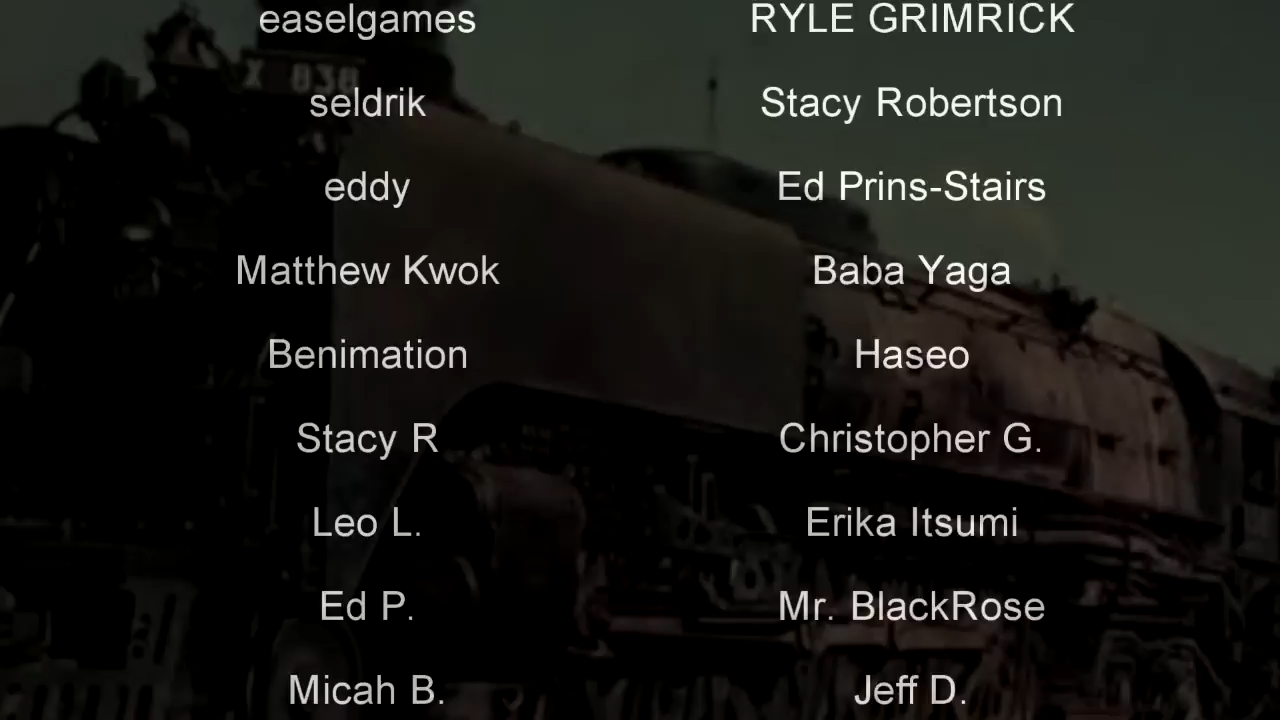 easelgames RYLE GRIMRICK
X 838
seldrik Stacy Robertson
eddy Ed Prins-Stairs
Matthew Kwok Baba Yaga
Benimation Haseo
Stacy R Christopher G.
Leo L. Erika Itsumi
Ed P. Mr. BlackRose
Micah B. Jeff D.